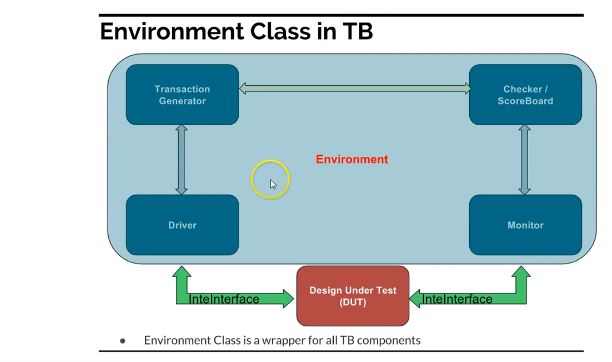 Environment Class in TB
Transaction
Generator
Checker /
ScoreBoard
Environment
Driver
Monitor
InteInterface
Design Under Test
(DUT)
InteInterface
● Environment Class is a wrapper for all TB components